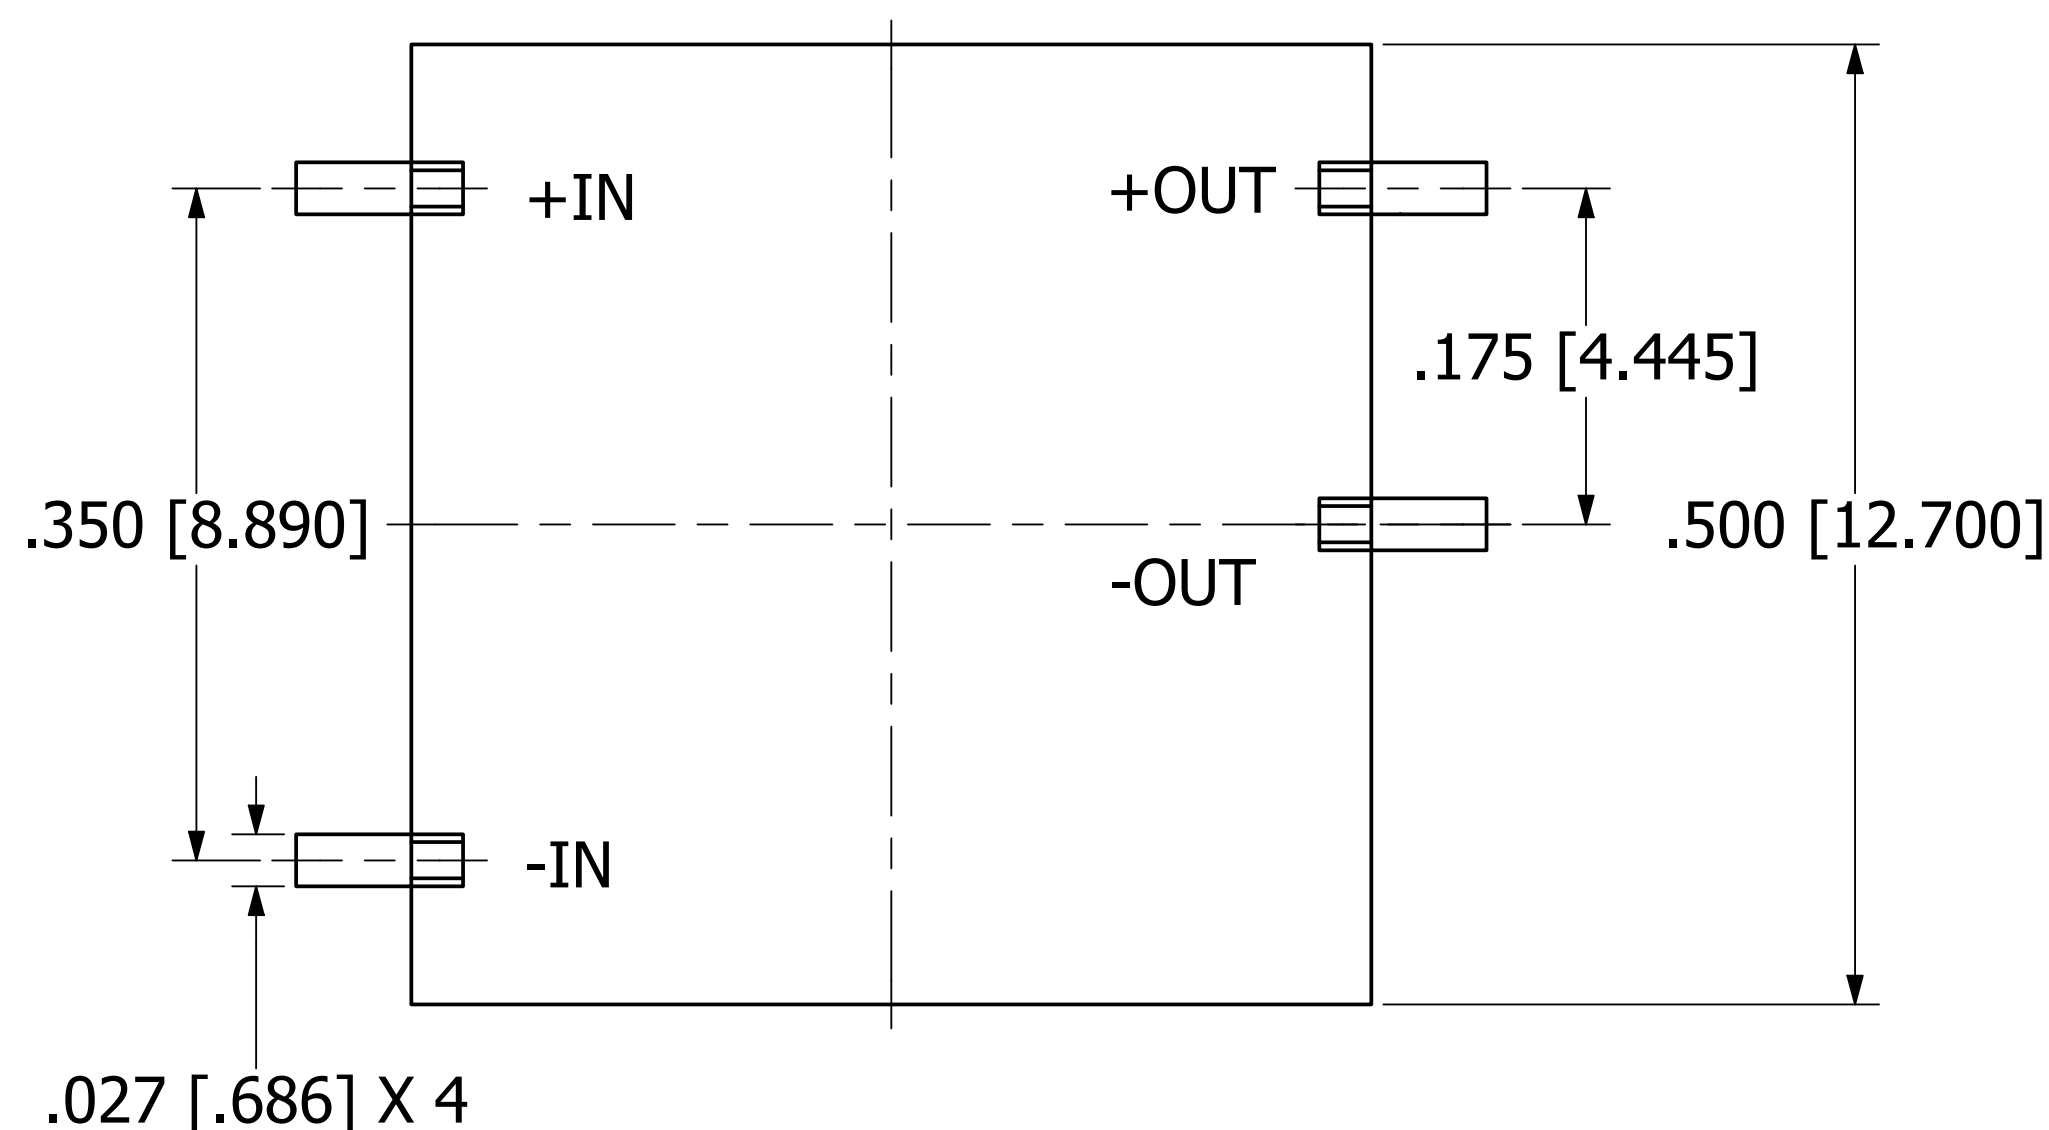 +IN
+OUT
.175 [4.445]
.350 [8.890]
.500 [12.700]
-OUT
-IN
.027 [.686] X 4